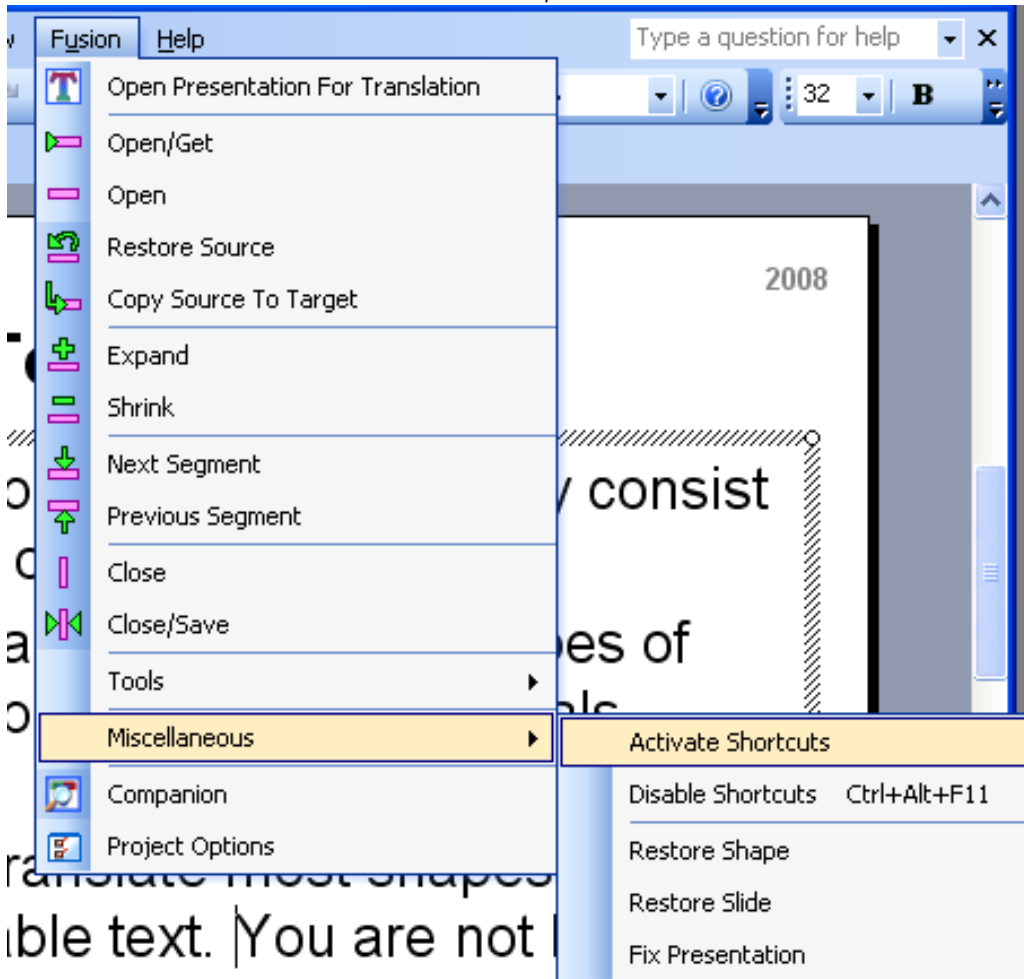 Fusion Help Type a question for help
Open Presentation For Translation 32 B
Open/Get
Open
Restore Source
2008
Copy Source To Target
Expand
Shrink
Next Segment
consist
Previous Segment
Close
Close/Save
of
Tools
Miscellaneous
Activate Shortcuts
Companion
Disable Shortcuts Ctrl+Alt+F11
Project Options
Restore Shape
most shapes
Restore Slide
text. You are not
Fix Presentation